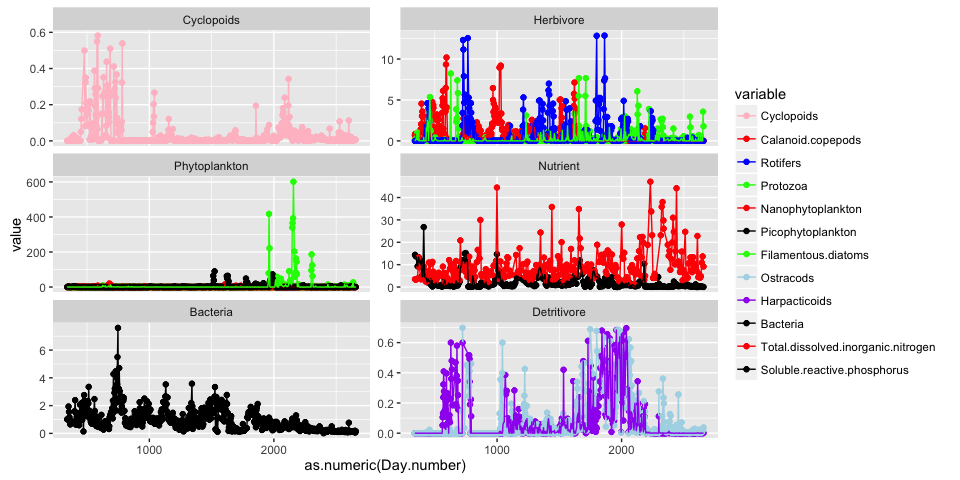 Cyclopoids
Herbivore
0.6
0.4
0.2
0.0
10
5
0
Phytoplankton
Nutrient
600
400
200
0
40
30
20
10
0
Bacteria
Detritivore
6
4
2
0
0.6
0.4
0.2
0.0
1000
2000
1000
2000
value
as.numeric(Day.number)
variable
Cyclopoids
Calanoid.copepods
Rotifers
Protozoa
Nanophytoplankton
Picophytoplankton
Filamentous.diatoms
Ostracods
Harpacticoids
Bacteria
Total.dissolved.inorganic.nitrogen
Soluble.reactive.phosphorus